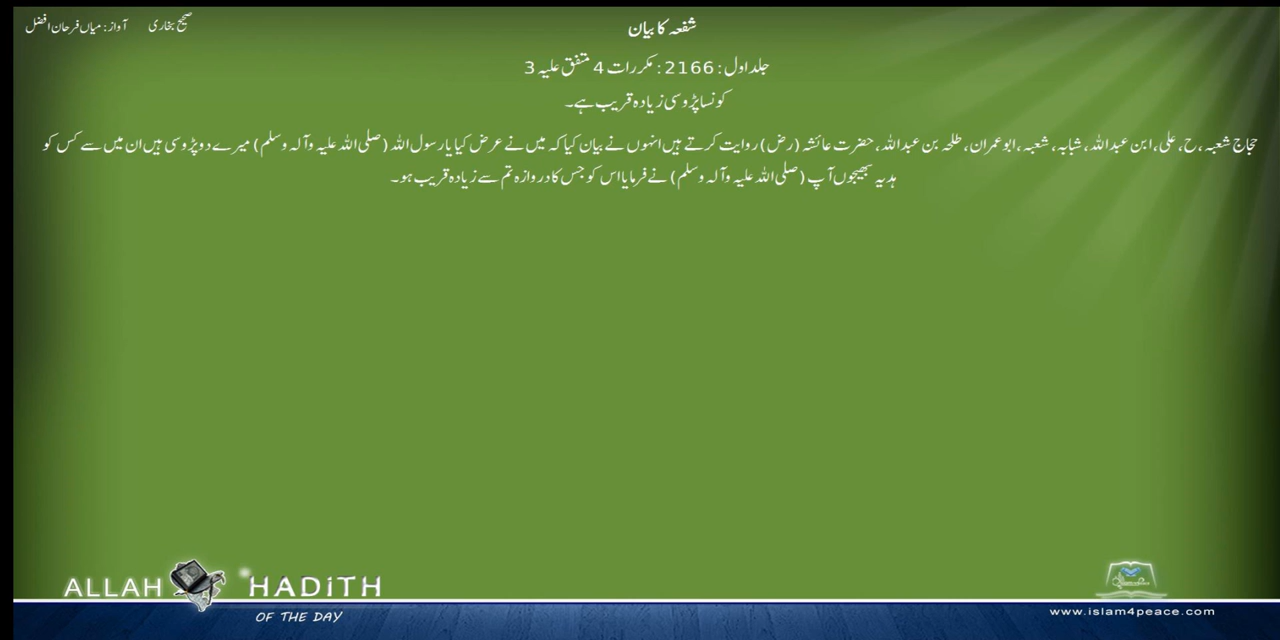 صحیح بخاری
آواز: میاں فرحان افضل
شفعہ کا بیان
جلد اول: 2166 : مکررات 4 متفق علیہ 3
کونسا پڑوسی زیادہ قریب ہے۔
حجاج شعبہ، ح، علی، ابن عبداللہ، شبابہ، شعبہ، ابوعمران، طلحہ بن عبداللہ، حضرت عائشہ (رض) روایت کرتے ہیں انہوں نے بیان کیا کہ میں نے عرض کیا یا رسول اللہ (صلی اللہ علیہ وآلہ وسلم) میرے دو پڑوسی ہیں ان میں سے کس کو
ہدیہ بھیجوں آپ (صلی اللہ علیہ وآلہ وسلم) نے فرمایا اس کو جس کا دروازہ تم سے زیادہ قریب ہو۔
ALLAH HADITH
OF THE DAY
www.islam4peace.com